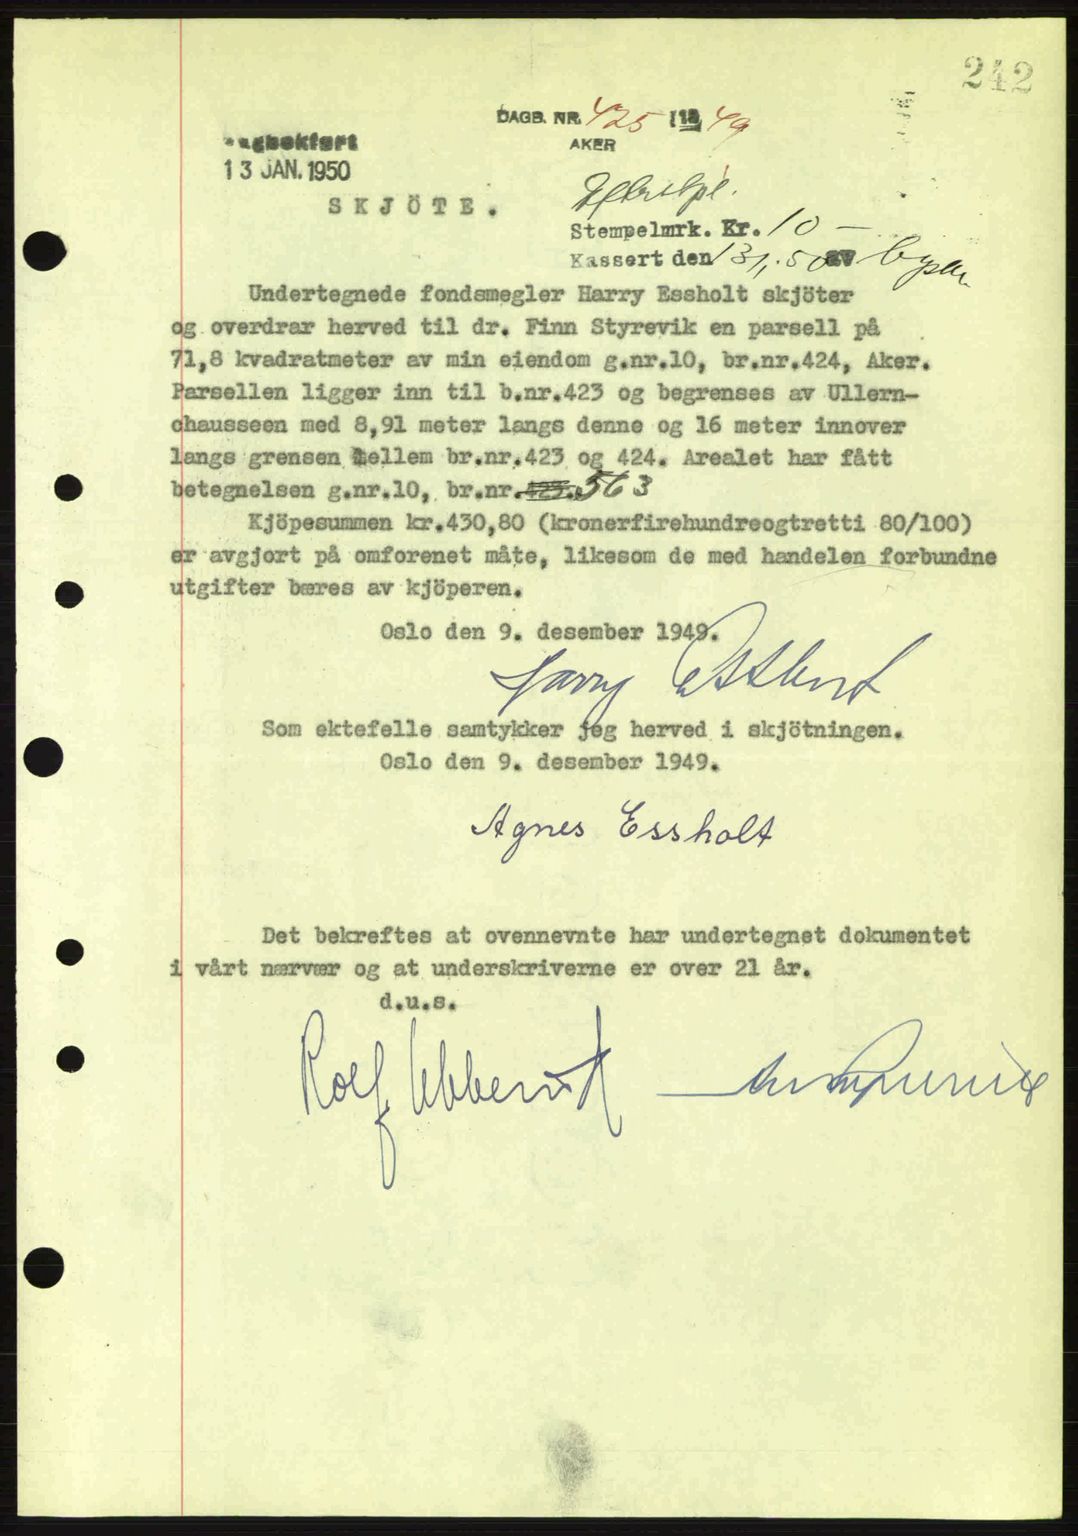 242
DAGB. NR. 425 49
AKER
13 JAN. 1950
SKJÖTE.
Stempelmrk. Kr. 10 —
Kassert den 13/1.50 av
Undertegnede fondsmegler Harry Essholt skjöter
og overdrar herved til dr. Finn Styrevik en parsell på
71,8 kvadratmeter av min eiendom g.nr.10, br.nr.424, Aker.
Parsellen ligger inn til b.nr.423 og begrenses av Ullern-
chausseen med 8,91 meter langs denne og 16 meter innover
langs grensen mellem br.nr.423 og 424. Arealet har fått
betegnelsen g.nr.10, br.nr. 563
Kjöpesummen kr.430,80 (kronerfirehundreogtretti 80/100)
er avgjort på omforenet måte, likesom de med handelen forbundne
utgifter bæres av kjöperen.
Oslo den 9. desember 1949.
Harry Essholt
Som ektefelle samtykker jeg herved i skjötningen.
Oslo den 9. desember 1949.
Agnes Essholt
Det bekreftes at ovennevnte har undertegnet dokumentet
i vårt nærvær og at underskriverne er over 21 år.
d.u.s.
Rolf